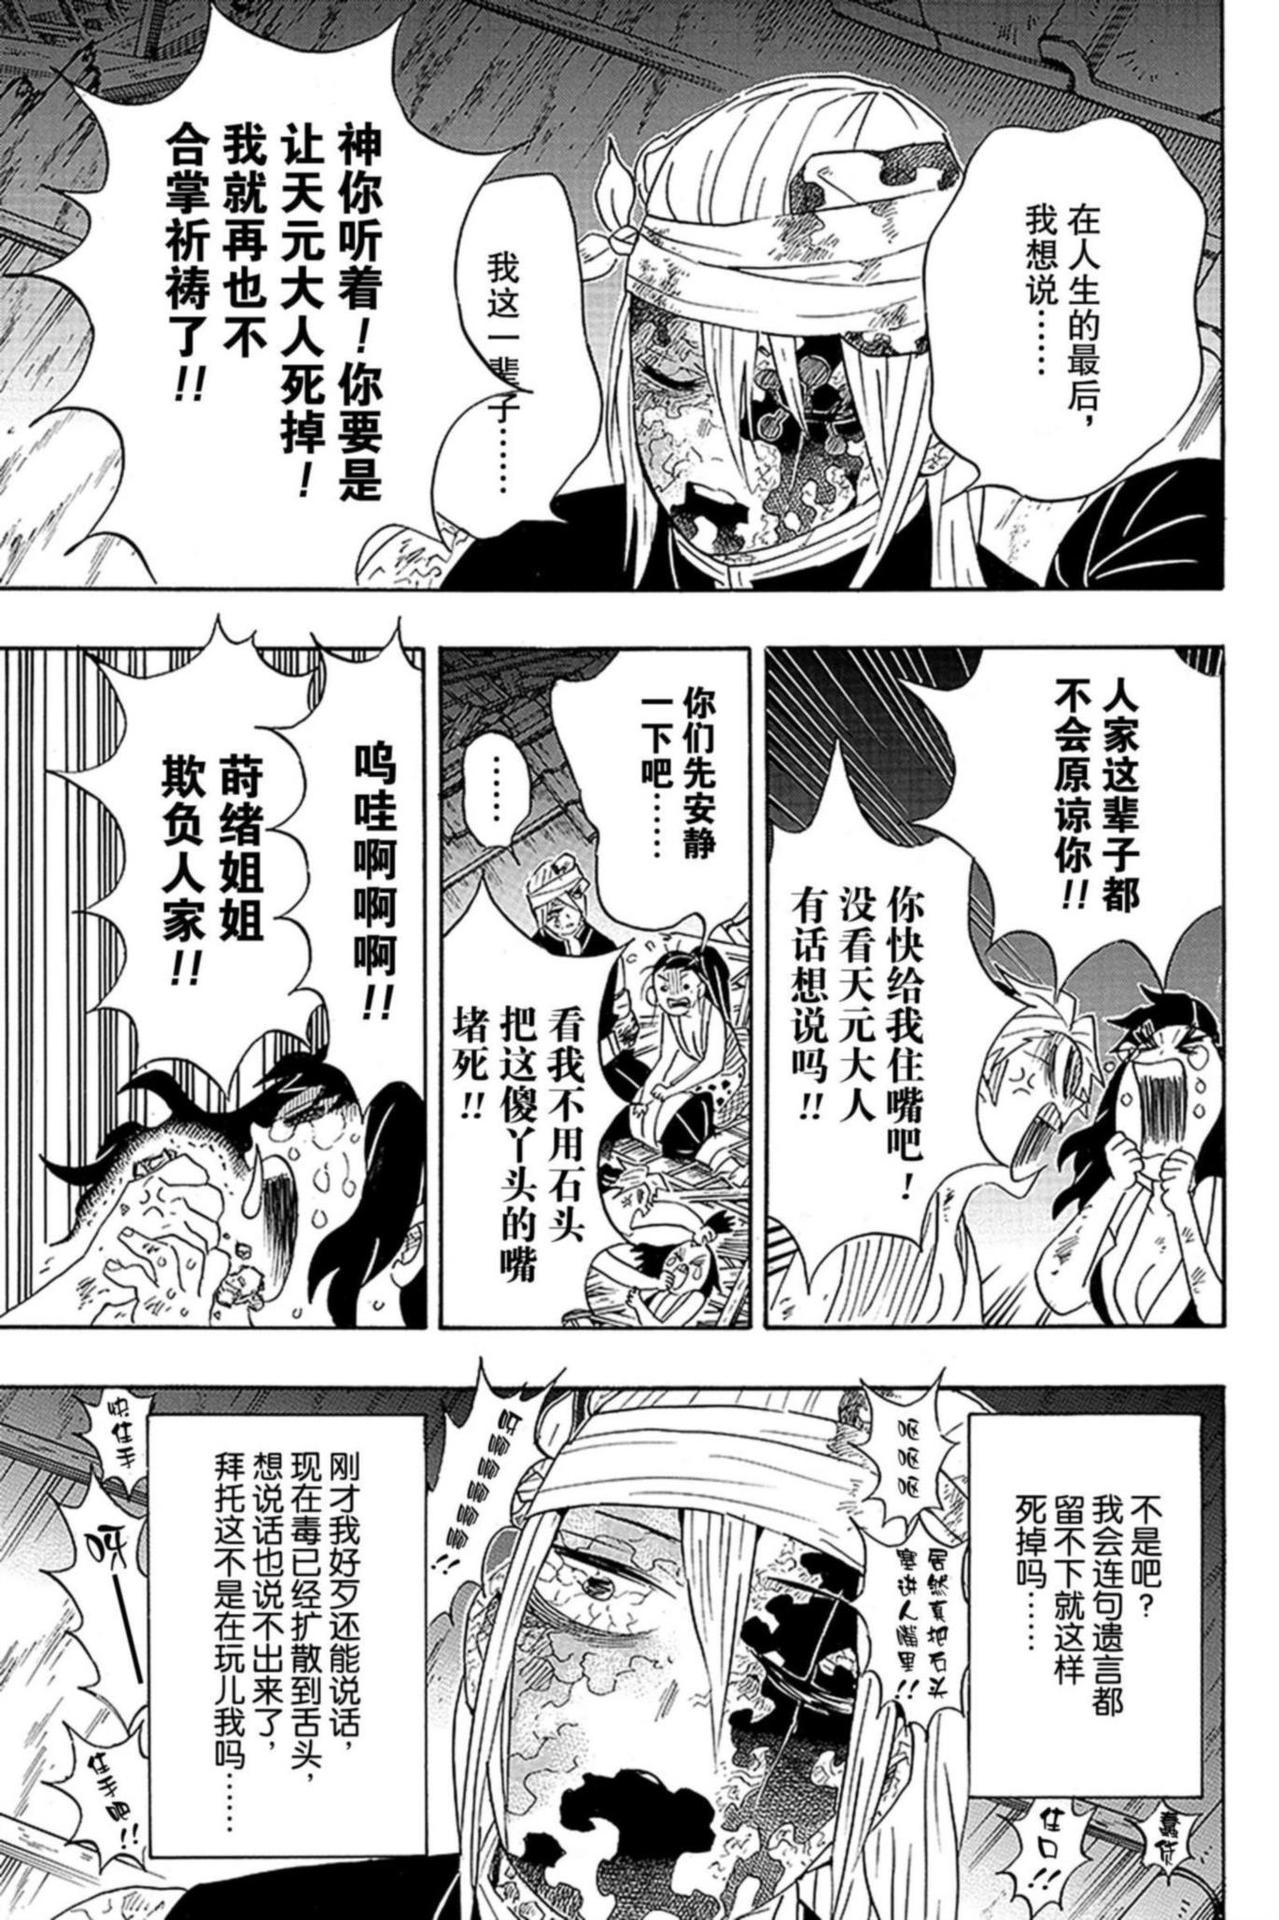 在人生的最后，
我想说……
我这一辈子……
神你听着！你要是
让天元大人死掉！
我就再也不
合掌祈祷了！！
人家这辈子都
不会原谅你！！
你快给我住嘴吧！
没看天元大人
有话想说吗！！
你们先安静
一下吧……
……
看我不用石头
把这傻丫头的嘴
堵死！！
呜哇啊啊啊！！
莳绪姐姐
欺负人家！！
不是吧？
我会连句遗言都
留不下就这样
死掉吗……
呕呕呕
居然真把石头
塞进人嘴里！！
蠢货
住口！！
刚才我好歹还能说话，
现在毒已经扩散到舌头，
想说话也说不出来了，
拜托这不是在玩儿我吗……
快住手
呀——
住手吧！！